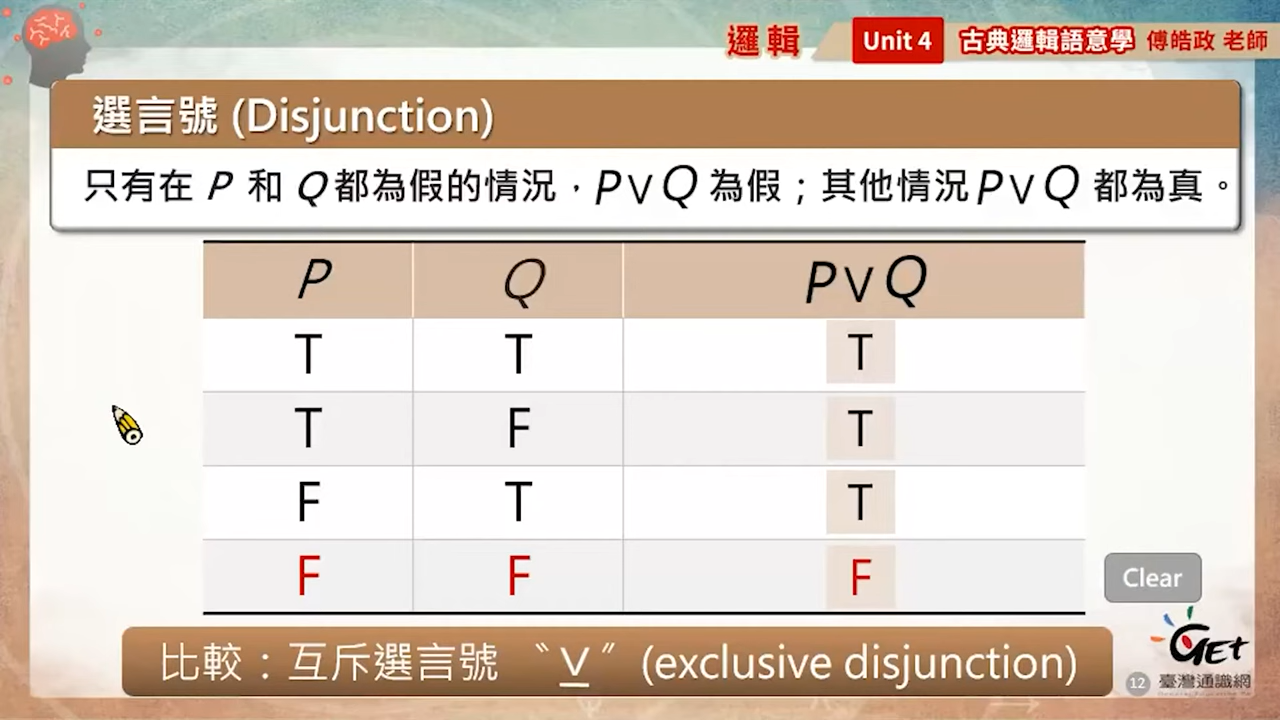 邏輯 Unit 4 古典邏輯語意學 傅皓政 老師
選言號 (Disjunction)
只有在 P 和 Q 都為假的情況，P∨Q 為假；其他情況 P∨Q 都為真。
P Q P∨Q
T T T
T F T
F T T
F F F
Clear
比較：互斥選言號 〝V̲〞(exclusive disjunction)
GEt
12 臺灣通識網